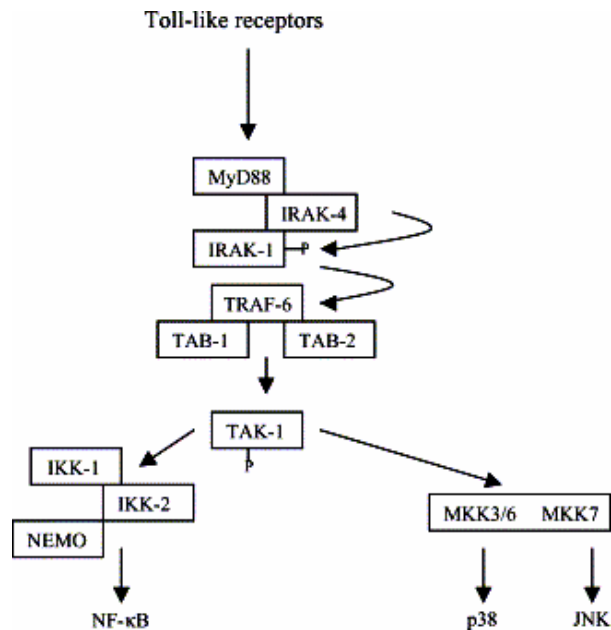 Toll-like receptors
MyD88
IRAK-4
IRAK-1 P
TRAF-6
TAB-1 TAB-2
TAK-1
P
IKK-1
IKK-2
NEMO
MKK3/6 MKK7
NF-κB p38 JNK